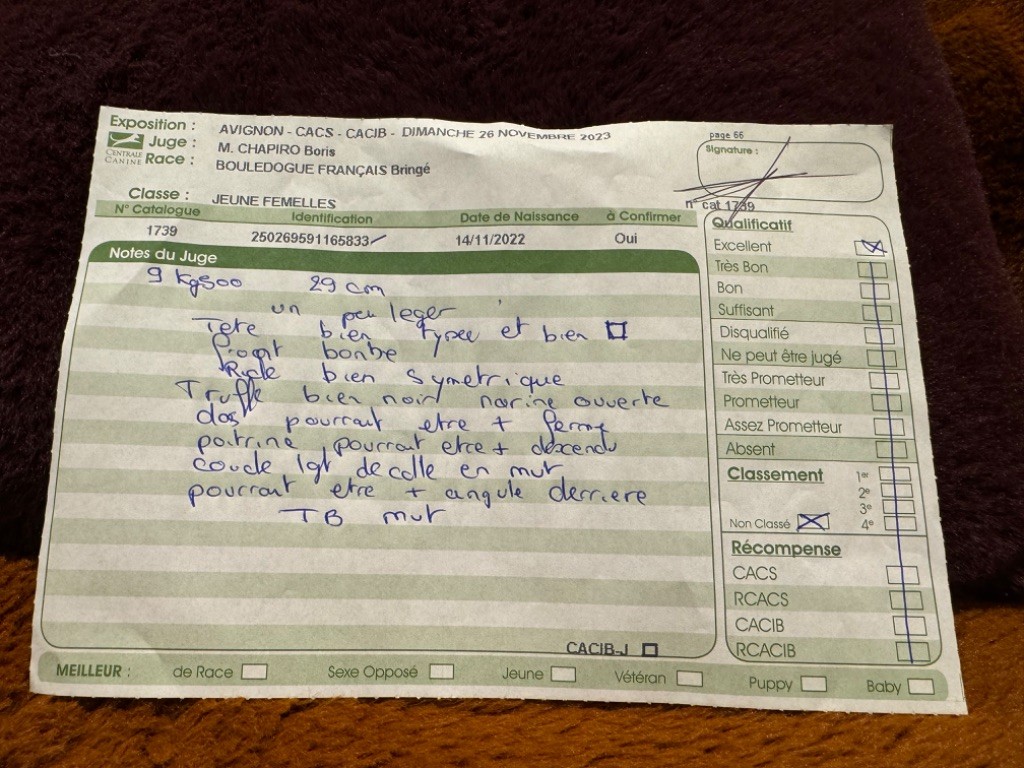 Exposition : AVIGNON - CACS - CACIB - DIMANCHE 26 NOVEMBRE 2023
page 66
CENTRALE CANINE
Juge : M. CHAPIRO Boris
Signature :
Race : BOULEDOGUE FRANÇAIS Bringé
Classe : JEUNE FEMELLES
n° cat 1739
N° Catalogue Identification Date de Naissance à Confirmer
1739 250269591165833 14/11/2022 Oui
Notes du Juge
9 kg500 29 cm
un peu leger
Tete bien typee et bien
Front bombe
Ride bien symetrique
Truffe bien noir narine ouverte
dos pourrait etre + ferme
poitrine pourrait etre + descendu
coude lgt decolle en mvt
pourrait etre + angule derriere
TB mvt
CACIB-J
Qualificatif
Excellent
Très Bon
Bon
Suffisant
Disqualifié
Ne peut être jugé
Très Prometteur
Prometteur
Assez Prometteur
Absent
Classement 1er
2e
3e
Non Classé 4e
Récompense
CACS
RCACS
CACIB
RCACIB
MEILLEUR : de Race Sexe Opposé Jeune Vétéran Puppy Baby